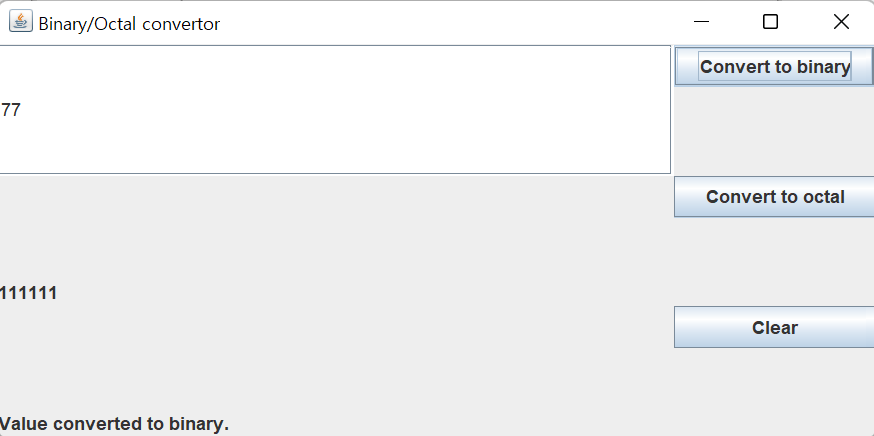 Binary/Octal convertor
Convert to binary
77
Convert to octal
111111
Clear
Value converted to binary.